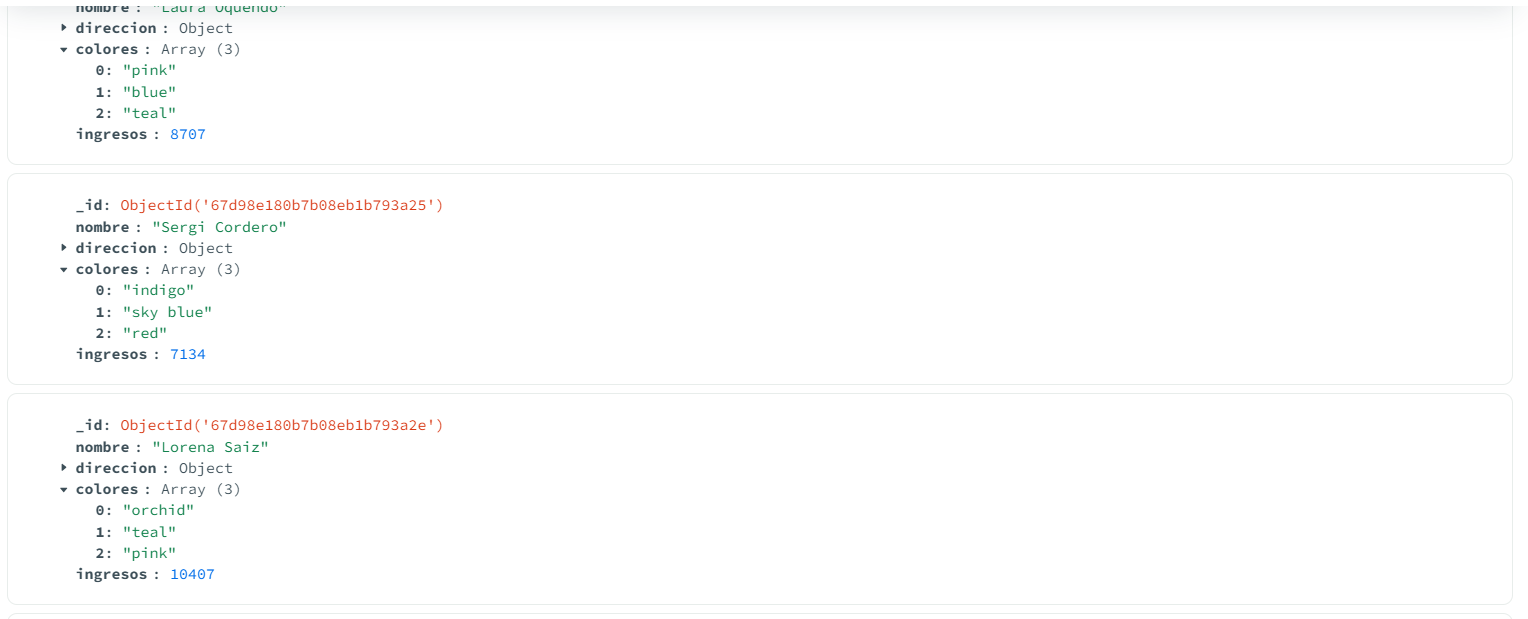 nombre : "Laura Oquendo"
direccion : Object
colores : Array (3)
0: "pink"
1: "blue"
2: "teal"
ingresos : 8707
_id: ObjectId('67d98e180b7b08eb1b793a25')
nombre : "Sergi Cordero"
direccion : Object
colores : Array (3)
0: "indigo"
1: "sky blue"
2: "red"
ingresos : 7134
_id: ObjectId('67d98e180b7b08eb1b793a2e')
nombre : "Lorena Saiz"
direccion : Object
colores : Array (3)
0: "orchid"
1: "teal"
2: "pink"
ingresos : 10407